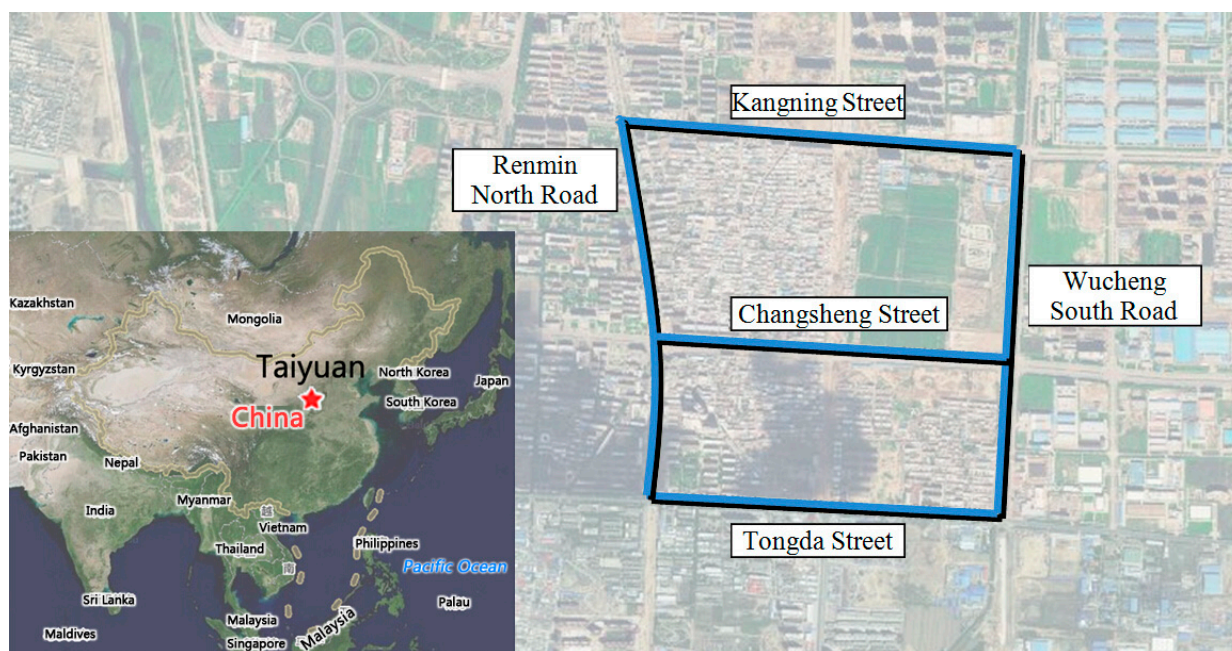 Kangning Street
Renmin
North Road
Wucheng
South Road
Changsheng Street
Tongda Street
Kazakhstan
Mongolia
Kyrgyzstan
Taiyuan
North Korea
Japan
South Korea
China
Afghanistan
Pakistan
Nepal
Myanmar
India
越
Vietnam
Thailand
Philippines
南
Pacific Ocean
Sri Lanka
Palau
Malaysia
Maldives
Singapore
Malaysia